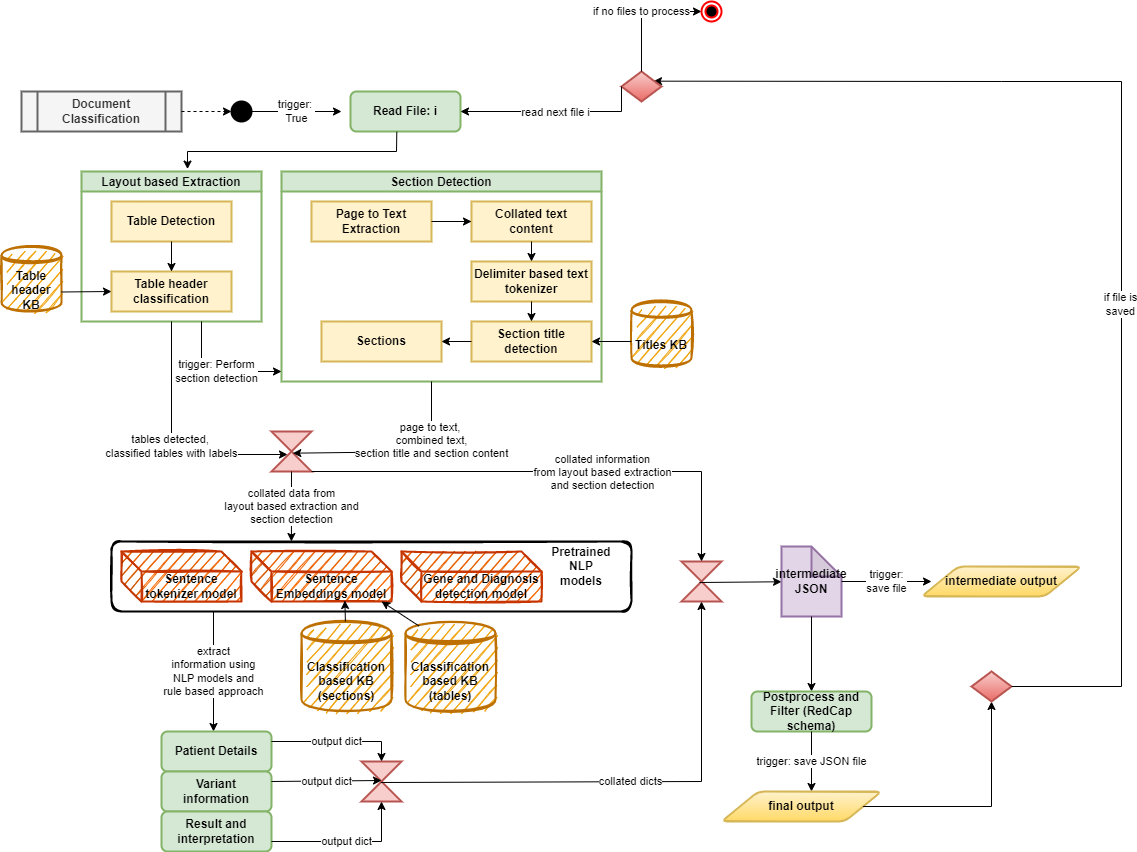 if no files to process
Document
Classification
trigger:
True
Read File: i
read next file i
Layout based Extraction
Section Detection
Table Detection
Page to Text
Extraction
Collated text
content
Table
header
KB
Table header
classification
Delimiter based text
tokenizer
if file is
saved
Sections
Section title
detection
Titles KB
trigger: Perform
section detection
tables detected,
classified tables with labels
page to text,
combined text,
section title and section content
collated information
from layout based extraction
and section detection
collated data from
layout based extraction and
section detection
Pretrained
NLP
models
Sentence
tokenizer model
Sentence
Embeddings model
Gene and Diagnosis
detection model
intermediate
JSON
trigger:
save file
intermediate output
extract
information using
NLP models and
rule based approach
Classification
based KB
(sections)
Classification
based KB
(tables)
Postprocess and
Filter (RedCap
schema)
Patient Details
output dict
Variant
information
output dict
collated dicts
Result and
interpretation
output dict
trigger: save JSON file
final output